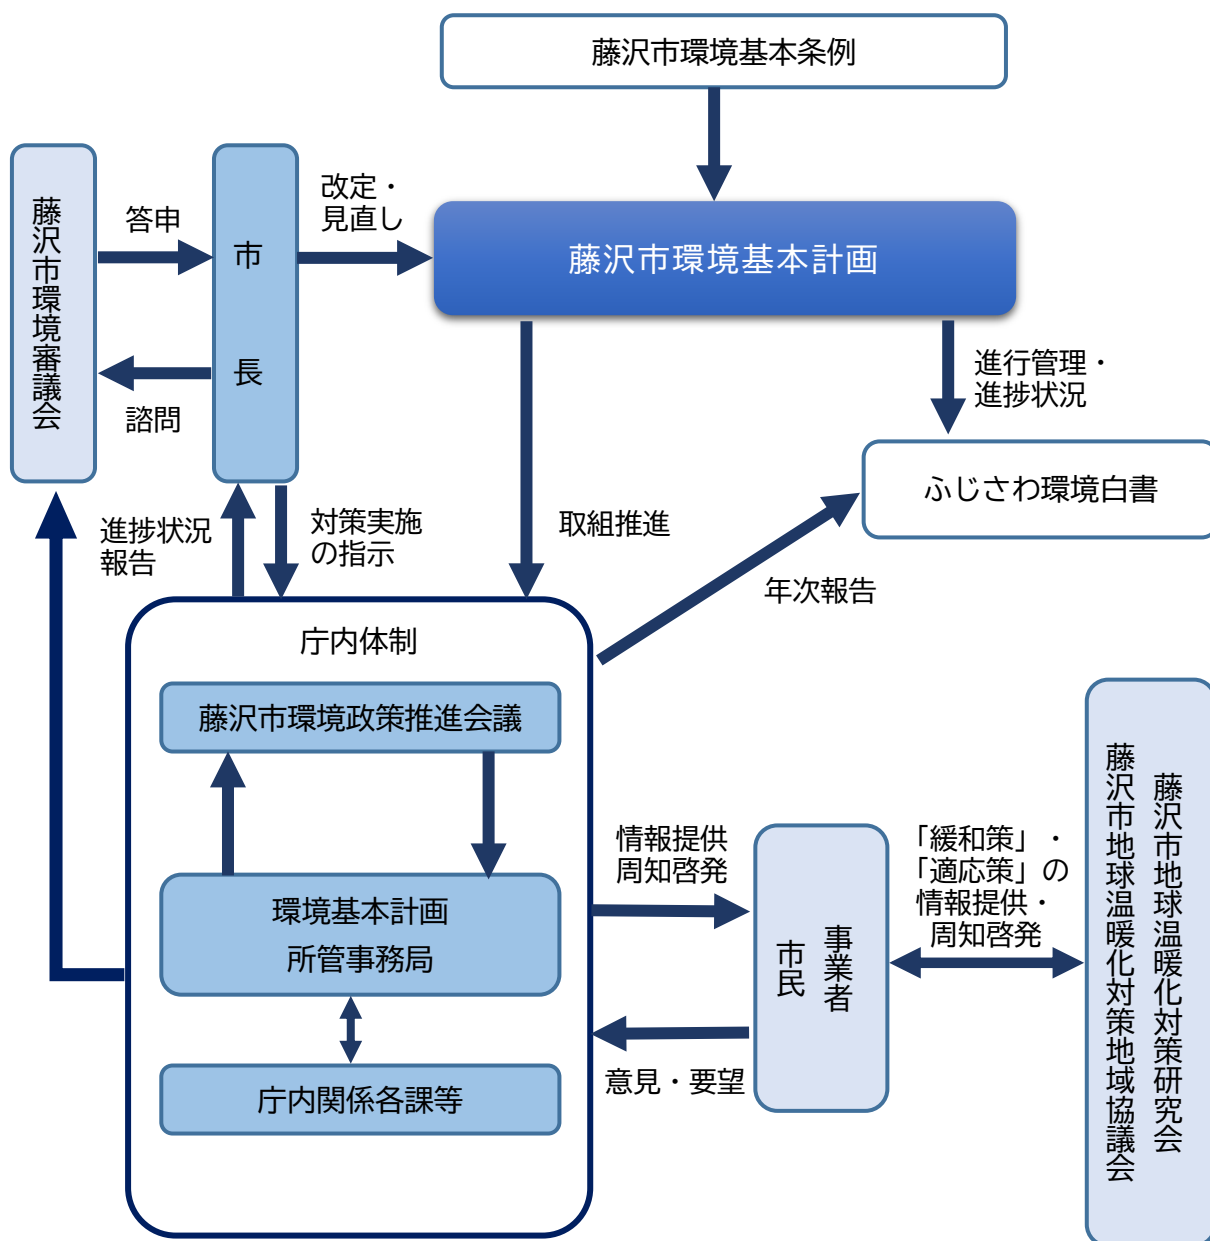 藤沢市環境基本条例
藤沢市環境審議会
答申
諮問
市長
改定・
見直し
藤沢市環境基本計画
進行管理・
進捗状況
ふじさわ環境白書
進捗状況
報告
対策実施
の指示
取組推進
年次報告
庁内体制
藤沢市環境政策推進会議
環境基本計画
所管事務局
庁内関係各課等
情報提供
周知啓発
意見・要望
事業者
市民
「緩和策」・
「適応策」の
情報提供・
周知啓発
藤沢市地球温暖化対策研究会
藤沢市地球温暖化対策地域協議会